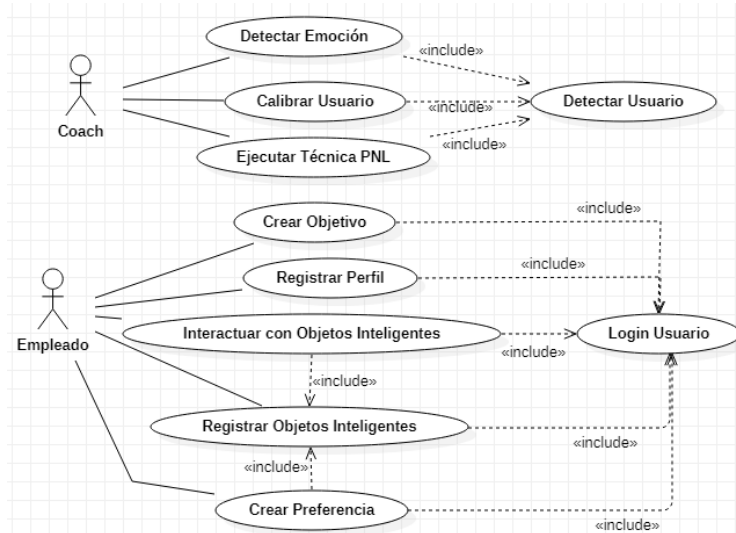 Detectar Emoción
«include»
Calibrar Usuario
«include»
Detectar Usuario
Coach
Ejecutar Técnica PNL
«include»
Crear Objetivo
«include»
Registrar Perfil
«include»
Empleado
Interactuar con Objetos Inteligentes
Login Usuario
«include»
«include»
Registrar Objetos Inteligentes
«include»
«include»
Crear Preferencia
«include»